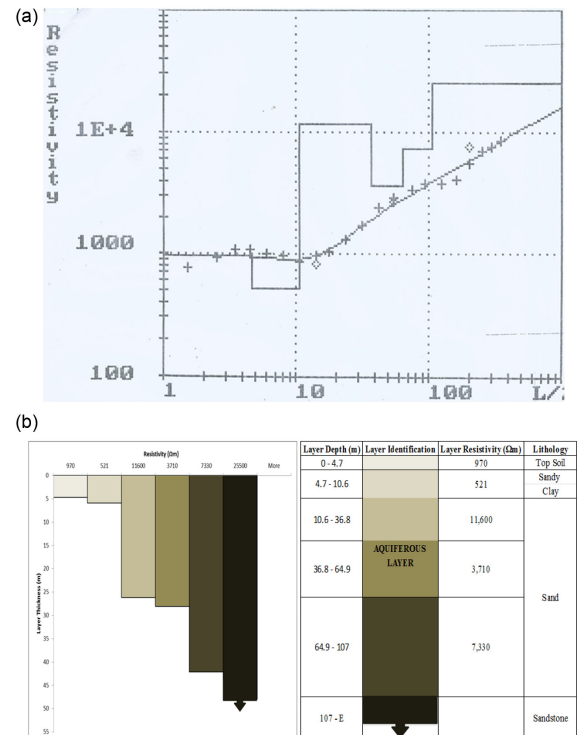 (a)
Resistivity
1E+4
1000
100
1 10 100 L/
(b)
Resistivity (Ωm)
970 521 11600 3710 7330 25500 More
Layer Thickness (m)
0
5
10
15
20
25
30
35
40
45
50
55
Layer Depth (m) Layer Identification Layer Resistivity (Ωm) Lithology
0 - 4.7 970 Top Soil
4.7 - 10.6 521 Sandy
Clay
10.6 - 36.8 11,600
AQUIFEROUS
LAYER
36.8 - 64.9 3,710
Sand
64.9 - 107 7,330
107 - E Sandstone